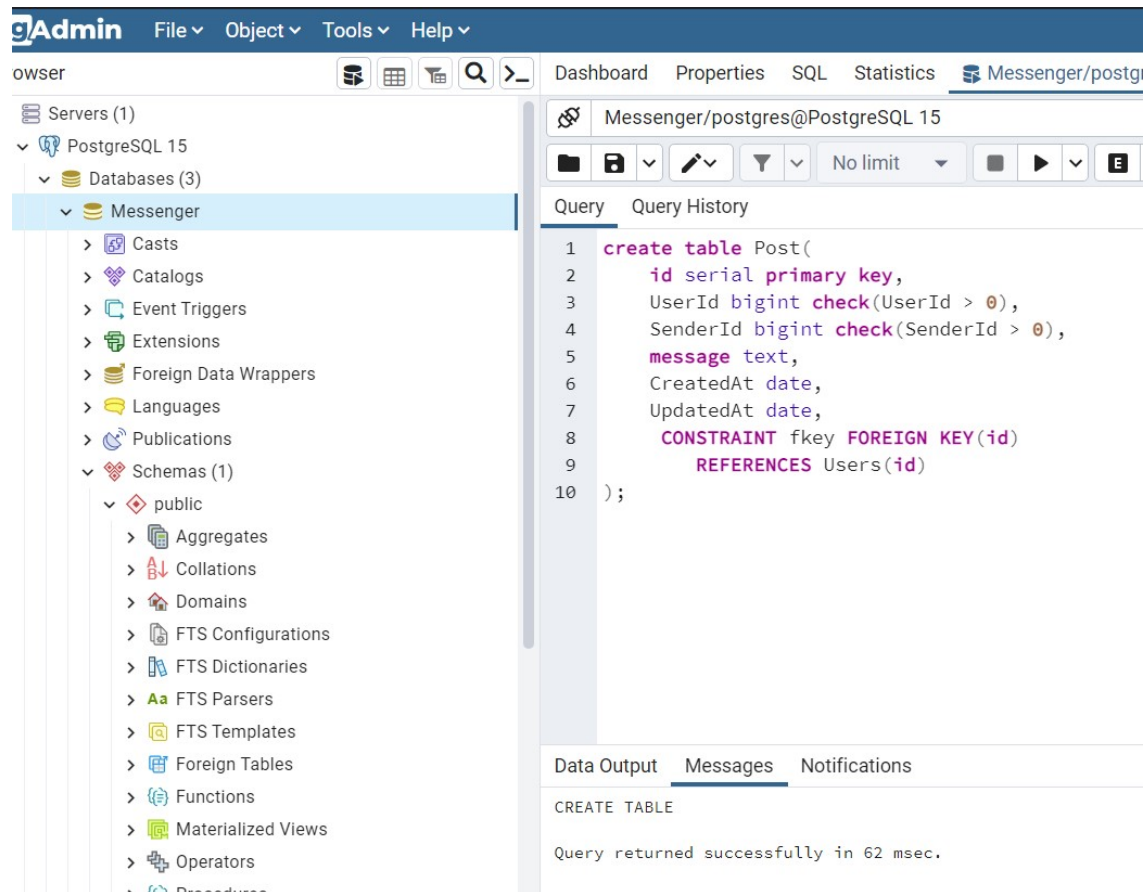 gAdmin File Object Tools Help
owser
Dashboard Properties SQL Statistics Messenger/postgr
Servers (1)
PostgreSQL 15
Databases (3)
Messenger
Casts
Catalogs
Event Triggers
Extensions
Foreign Data Wrappers
Languages
Publications
Schemas (1)
public
Aggregates
Collations
Domains
FTS Configurations
FTS Dictionaries
Aa FTS Parsers
FTS Templates
Foreign Tables
Functions
Materialized Views
Operators
Procedures
Messenger/postgres@PostgreSQL 15
No limit E
Query Query History
1 create table Post(
2 id serial primary key,
3 UserId bigint check(UserId > 0),
4 SenderId bigint check(SenderId > 0),
5 message text,
6 CreatedAt date,
7 UpdatedAt date,
8 CONSTRAINT fkey FOREIGN KEY(id)
9 REFERENCES Users(id)
10 );
Data Output Messages Notifications
CREATE TABLE
Query returned successfully in 62 msec.